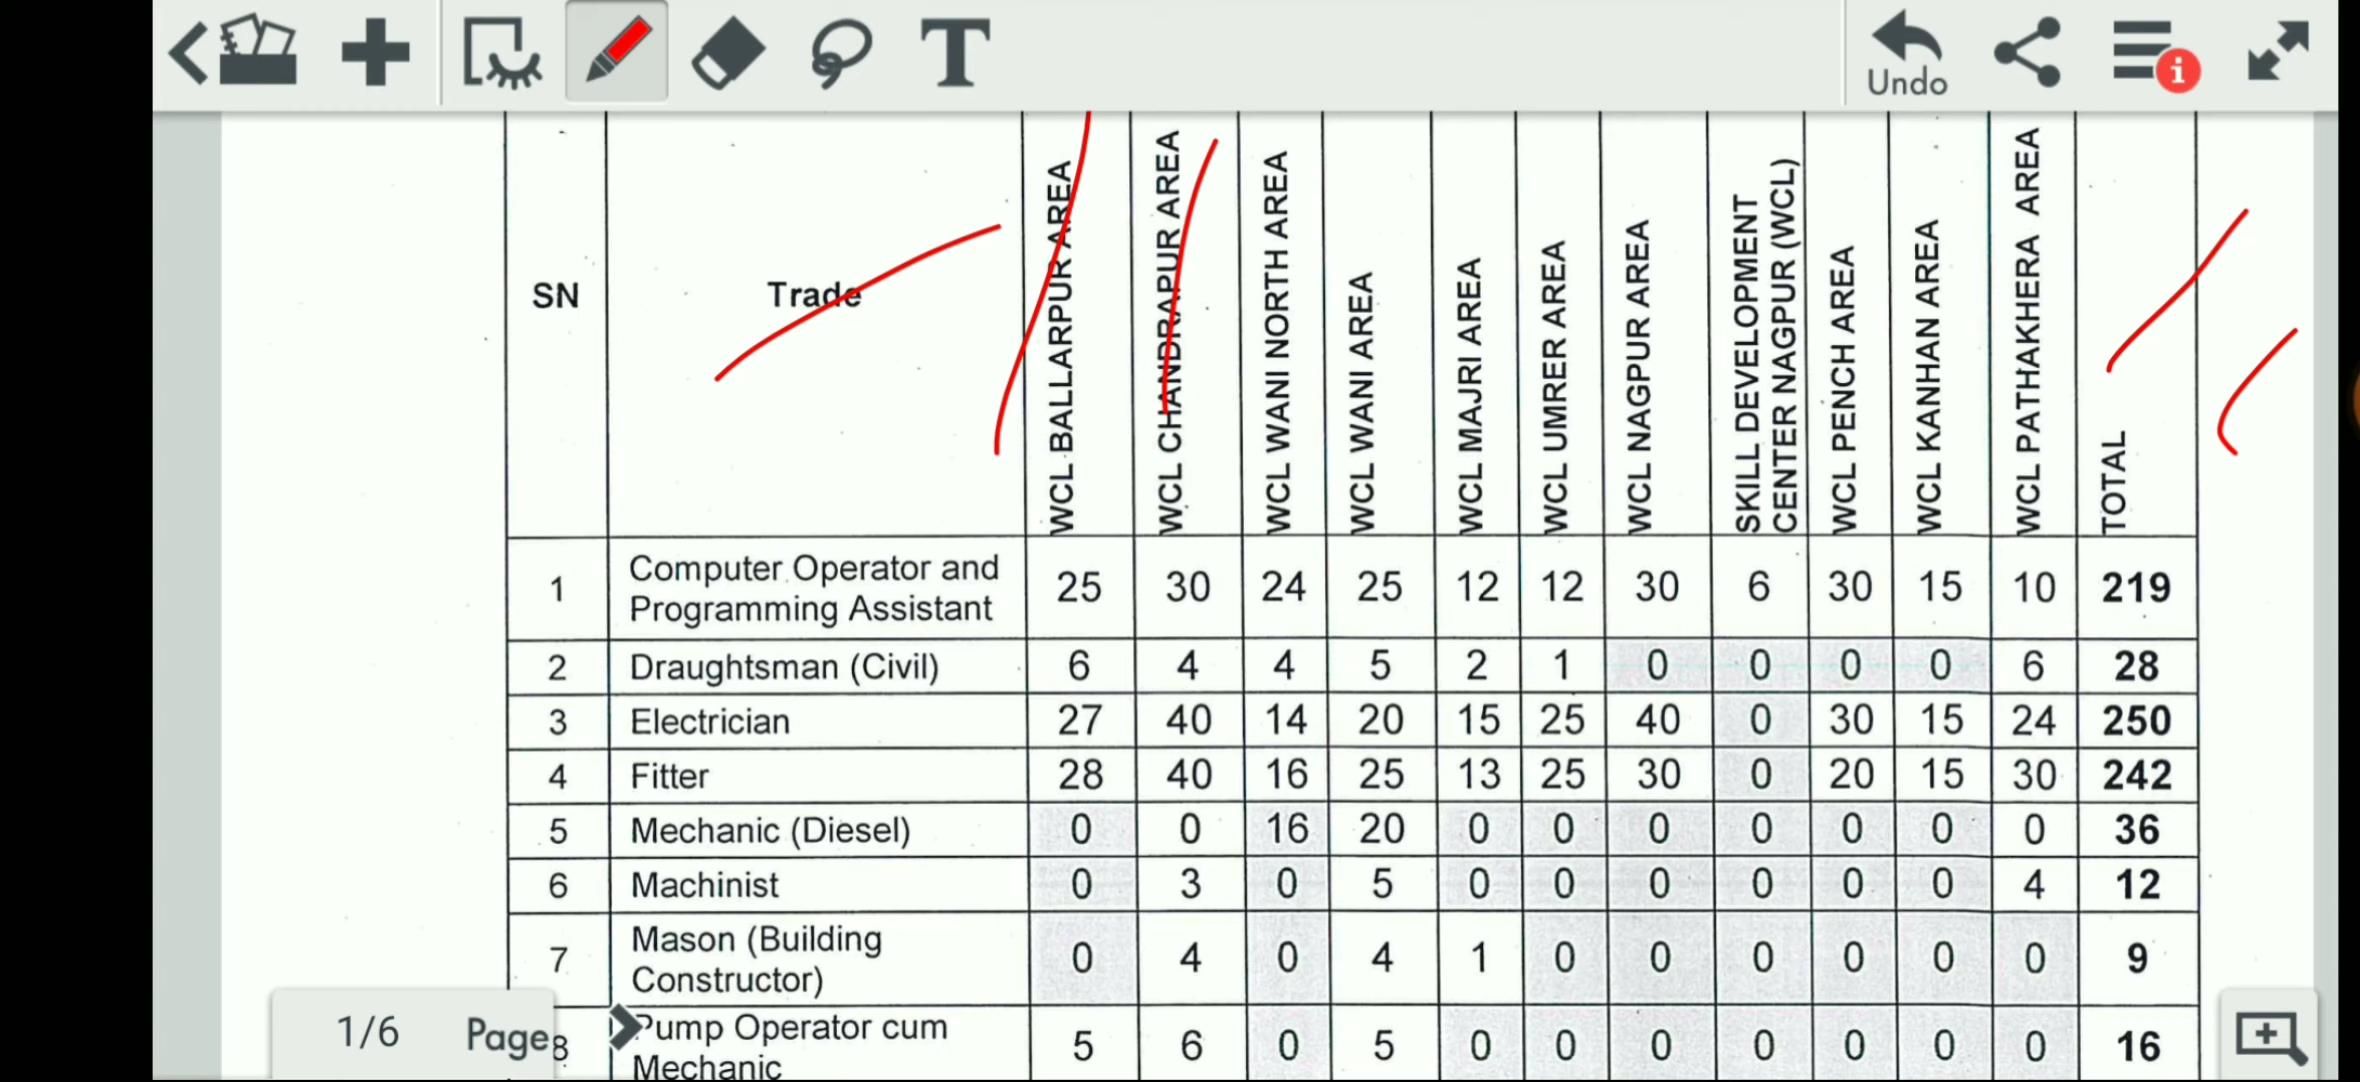 Undo
SN
Trade
WCL BALLARPUR AREA
WCL CHANDRAPUR AREA
WCL WANI NORTH AREA
WCL WANI AREA
WCL MAJRI AREA
WCL UMRER AREA
WCL NAGPUR AREA
SKILL DEVELOPMENT
CENTER NAGPUR (WCL)
WCL PENCH AREA
WCL KANHAN AREA
WCL PATHAKHERA AREA
TOTAL
1 Computer Operator and
Programming Assistant 25 30 24 25 12 12 30 6 30 15 10 219
2 Draughtsman (Civil) 6 4 4 5 2 1 0 0 0 0 6 28
3 Electrician 27 40 14 20 15 25 40 0 30 15 24 250
4 Fitter 28 40 16 25 13 25 30 0 20 15 30 242
5 Mechanic (Diesel) 0 0 16 20 0 0 0 0 0 0 0 36
6 Machinist 0 3 0 5 0 0 0 0 0 0 4 12
7 Mason (Building
Constructor) 0 4 0 4 1 0 0 0 0 0 0 9
8 Pump Operator cum
Mechanic 5 6 0 5 0 0 0 0 0 0 0 16
1/6 Page